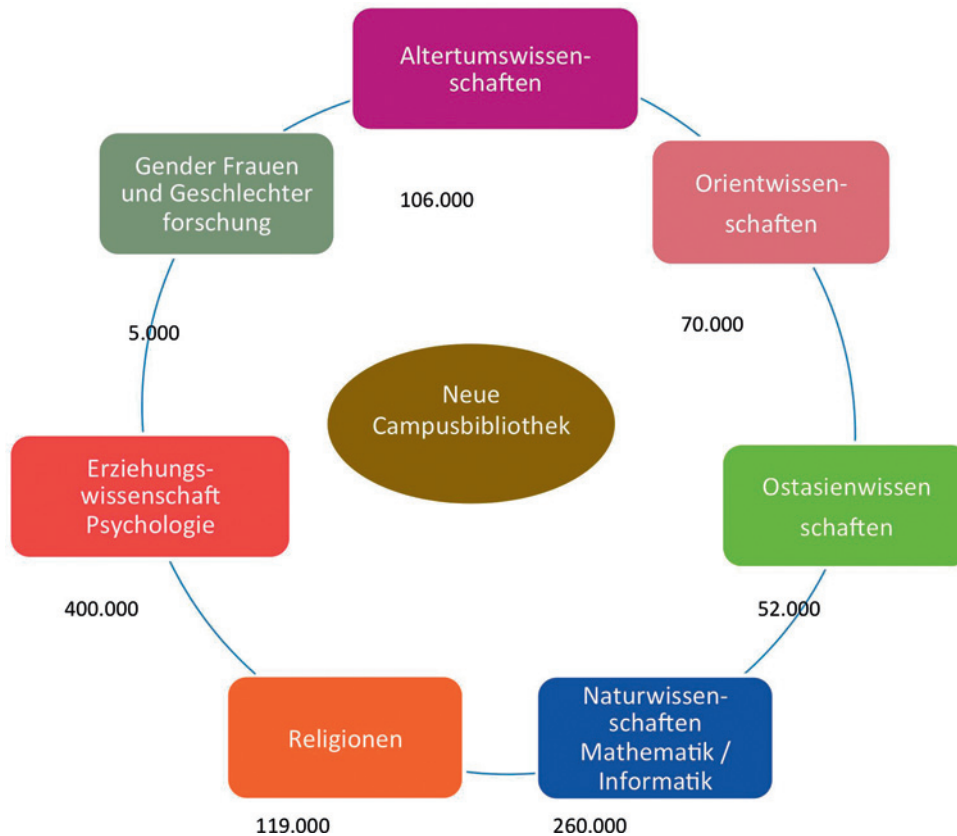 Altertumswissen-
schaften
106.000
Orientwissen-
schaften
70.000
Ostasienwissen
schaften
52.000
Naturwissen-
schaften
Mathematik /
Informatik
260.000
Religionen
119.000
Erziehungs-
wissenschaft
Psychologie
400.000
Gender Frauen
und Geschlechter
forschung
5.000
Neue
Campusbibliothek